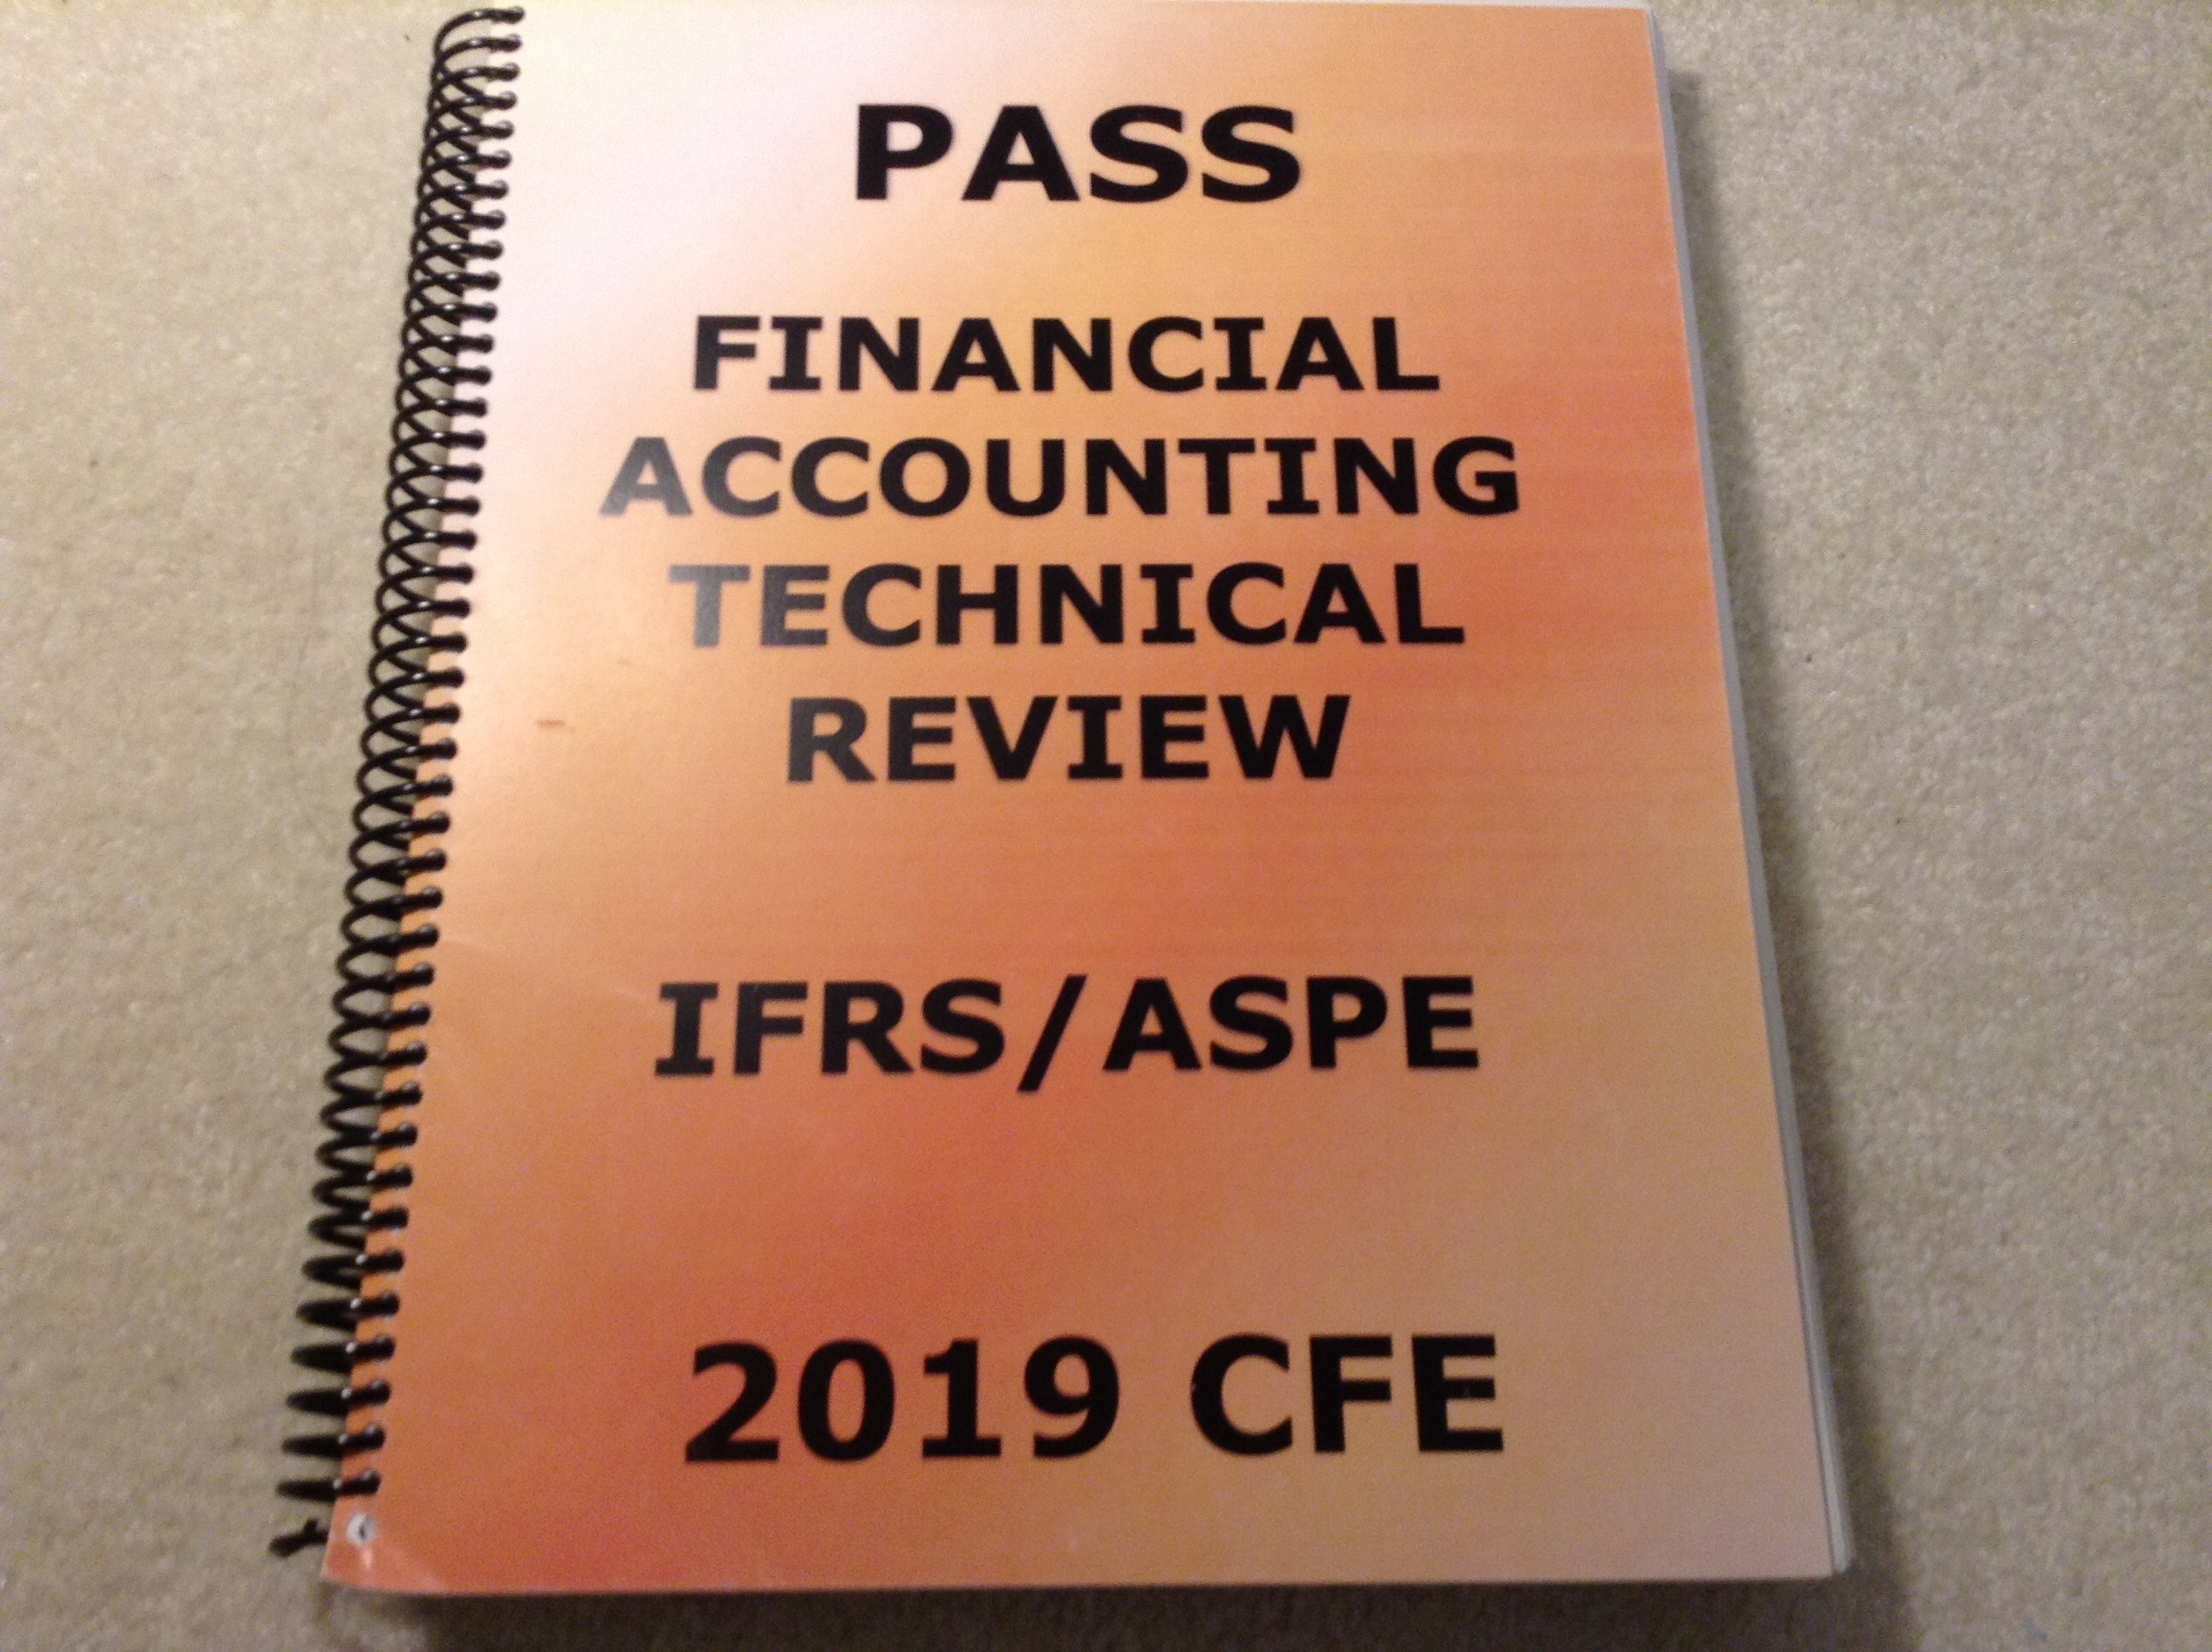 PASS
FINANCIAL
ACCOUNTING
TECHNICAL
REVIEW
IFRS/ASPE
2019 CFE